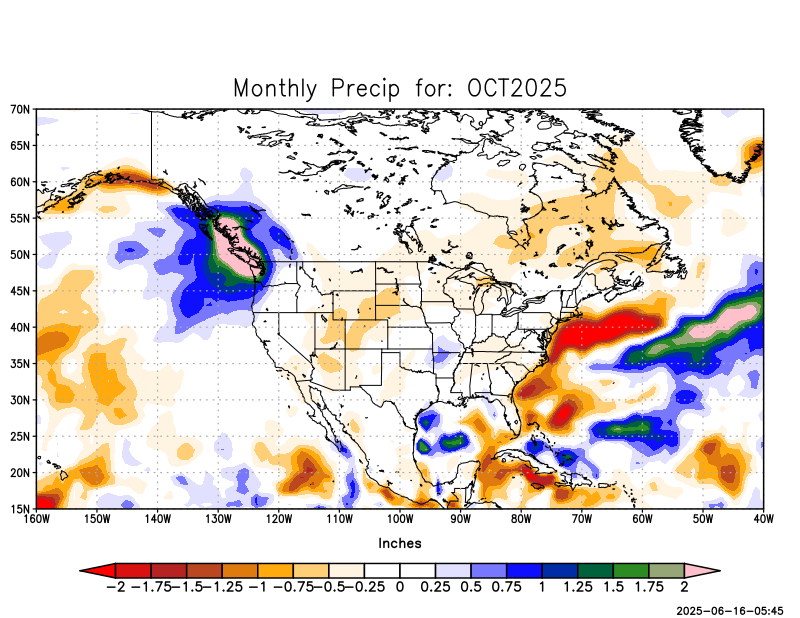 Monthly Precip for: OCT2025
70N
65N
60N
55N
50N
45N
40N
35N
30N
25N
20N
15N
160W 150W 140W 130W 120W 110W 100W 90W 80W 70W 60W 50W 40W
Inches
-2 -1.75 -1.5 -1.25 -1 -0.75 -0.5 -0.25 0 0.25 0.5 0.75 1 1.25 1.5 1.75 2
2025-06-16-05:45